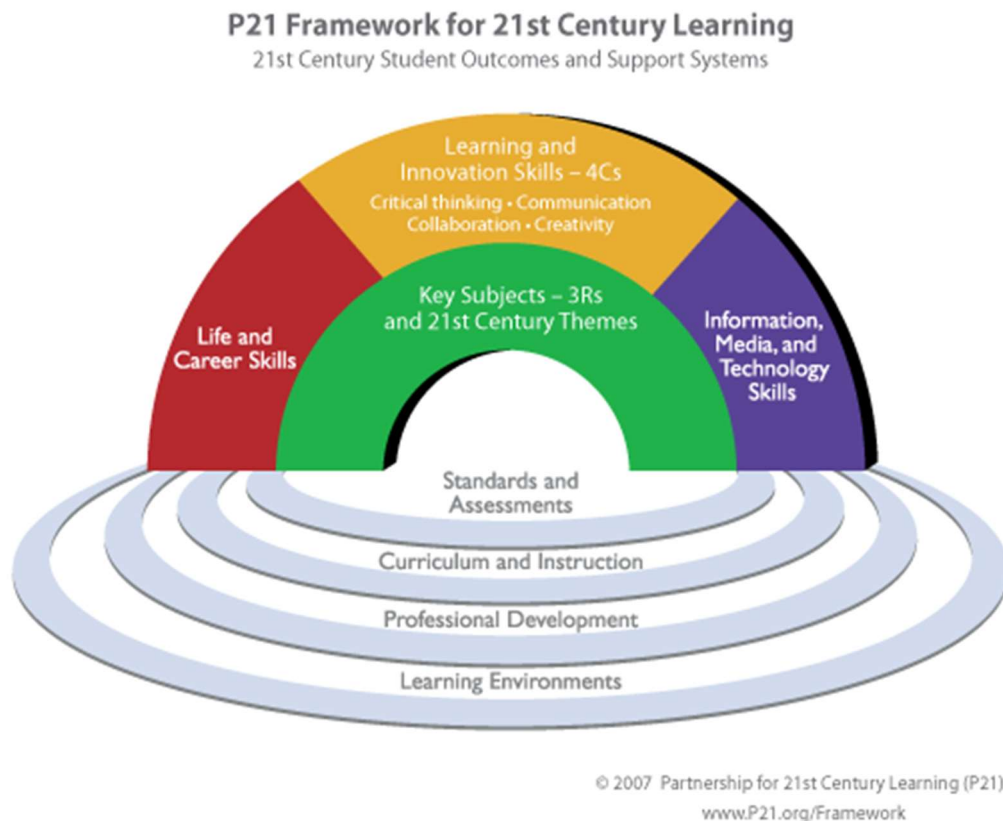 P21 Framework for 21st Century Learning
21st Century Student Outcomes and Support Systems
Learning and
Innovation Skills – 4Cs
Critical thinking • Communication
Collaboration • Creativity
Key Subjects – 3Rs
and 21st Century Themes
Life and
Career Skills
Information,
Media, and
Technology
Skills
Standards and
Assessments
Curriculum and Instruction
Professional Development
Learning Environments
© 2007 Partnership for 21st Century Learning (P21)
www.P21.org/Framework